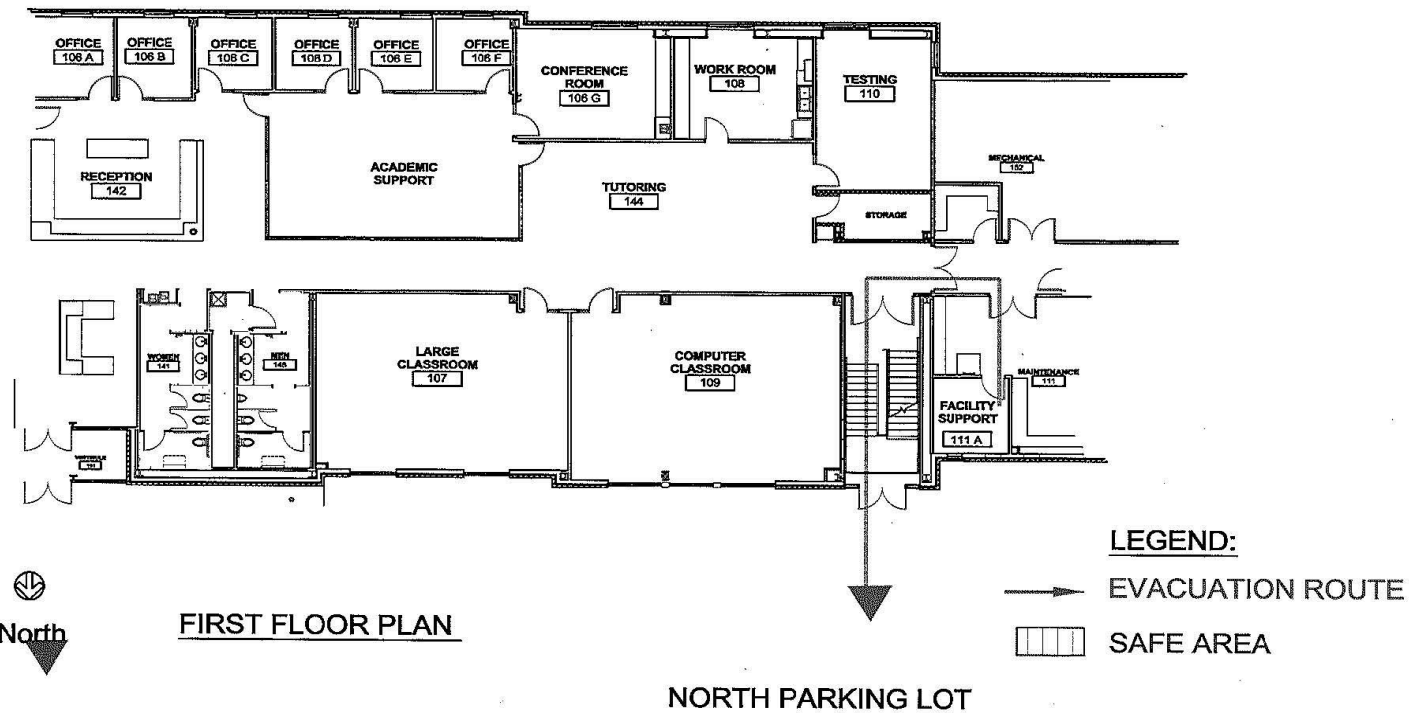 OFFICE
106 A
OFFICE
106 B
OFFICE
106 C
OFFICE
106 D
OFFICE
106 E
OFFICE
106 F
CONFERENCE
ROOM
106 G
WORK ROOM
108
TESTING
110
MECHANICAL
152
RECEPTION
142
ACADEMIC
SUPPORT
TUTORING
144
STORAGE
WOMEN
141
MEN
LARGE
CLASSROOM
107
COMPUTER
CLASSROOM
109
MAINTENANCE
111
FACILITY
SUPPORT
111 A
VESTIBULE
North
FIRST FLOOR PLAN
LEGEND:
EVACUATION ROUTE
SAFE AREA
NORTH PARKING LOT